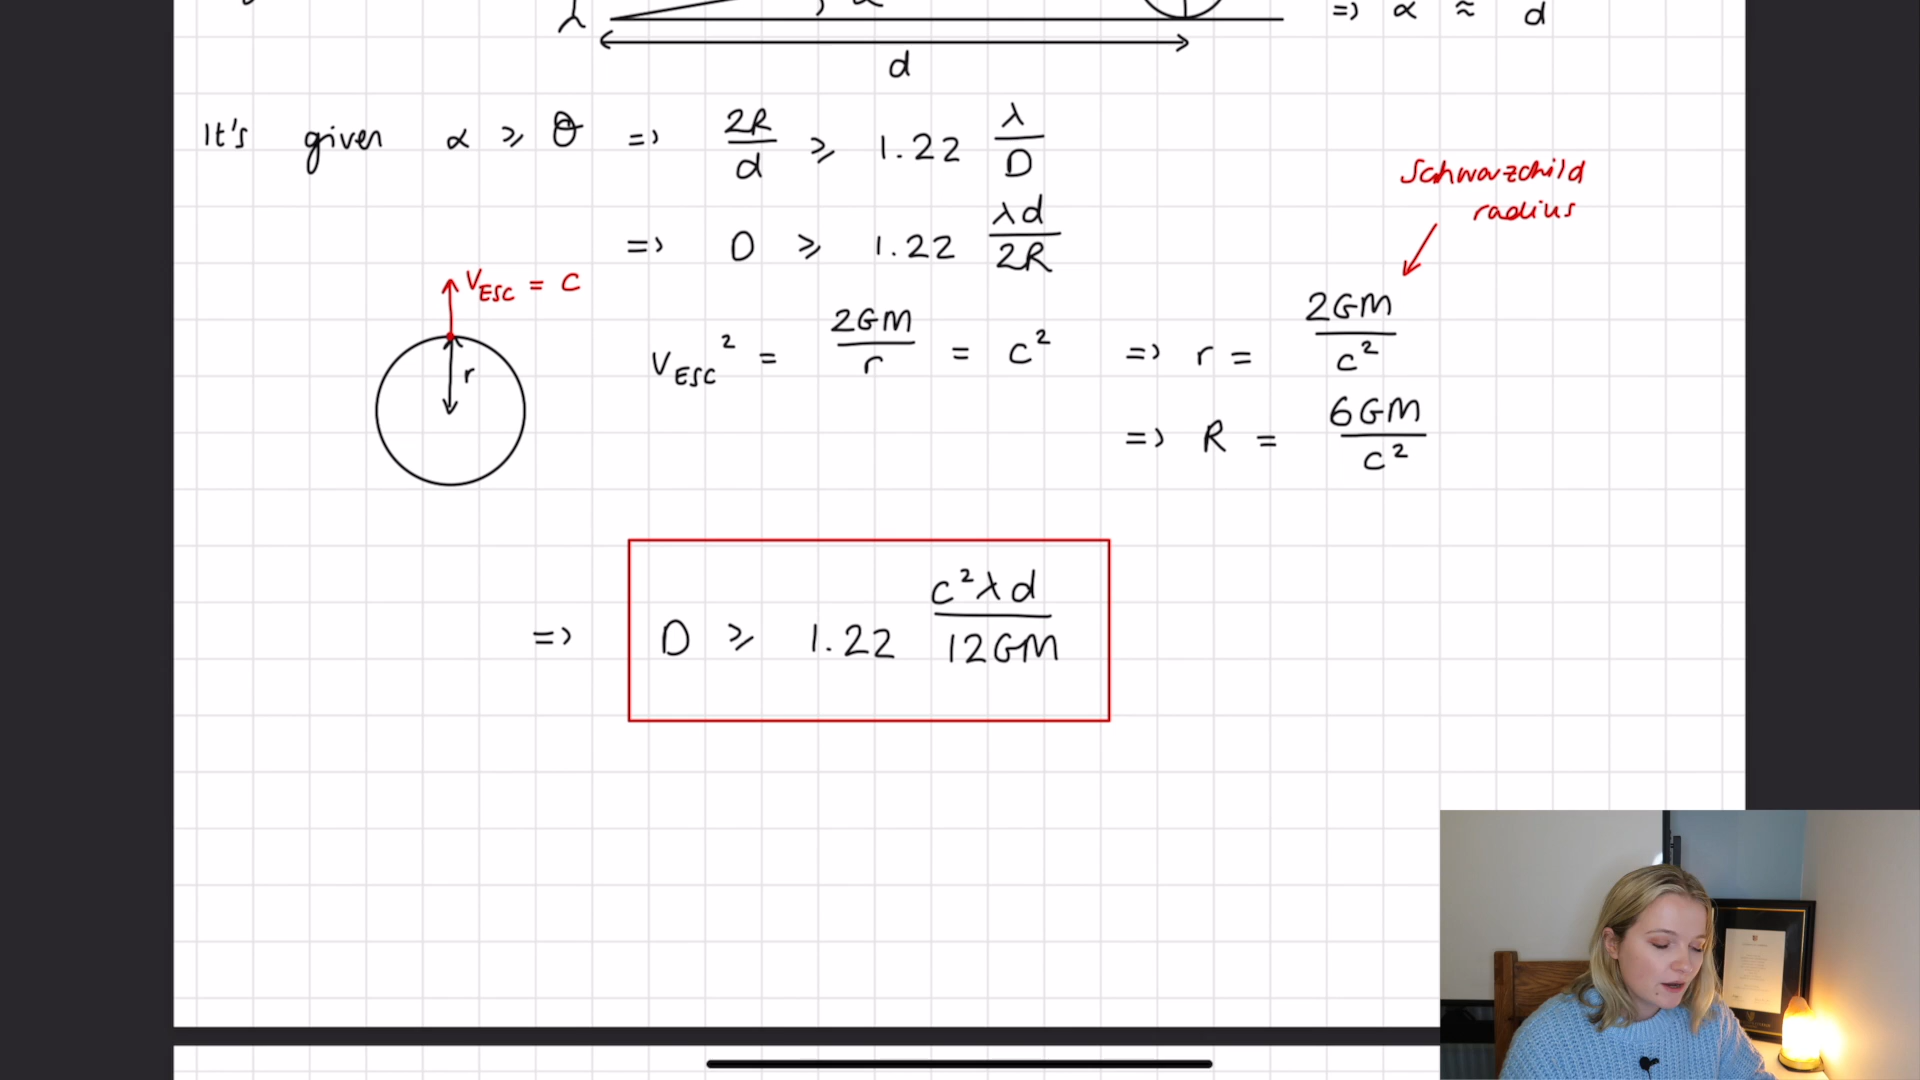 λ α => α ≈ d
d
It's given α ≥ θ => 2R/d ≥ 1.22 λ/D
Schwarzchild
radius
=> D ≥ 1.22 λd/2R
V_ESC = C
V_ESC² = 2GM/r = c² => r = 2GM/c²
r
=> R = 6GM/c²
=> D ≥ 1.22 c²λd/12GM